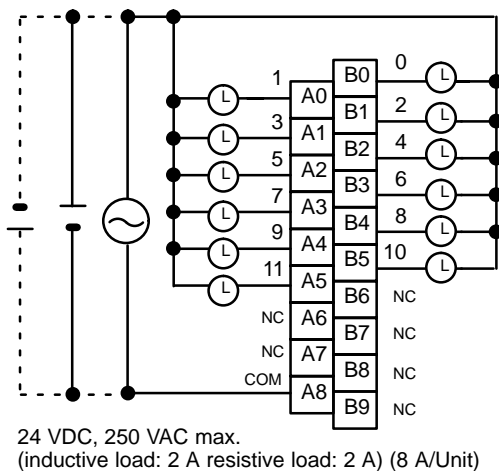 B0 0
1 L A0 L
B1 2
3 L A1 L
B2 4
5 L A2 L
B3 6
7 L A3 L
B4 8
9 L A4 L
B5 10
11 L A5 L
B6 NC
NC A6
B7 NC
NC A7
B8 NC
COM A8
B9 NC
24 VDC, 250 VAC max.
(inductive load: 2 A resistive load: 2 A) (8 A/Unit)